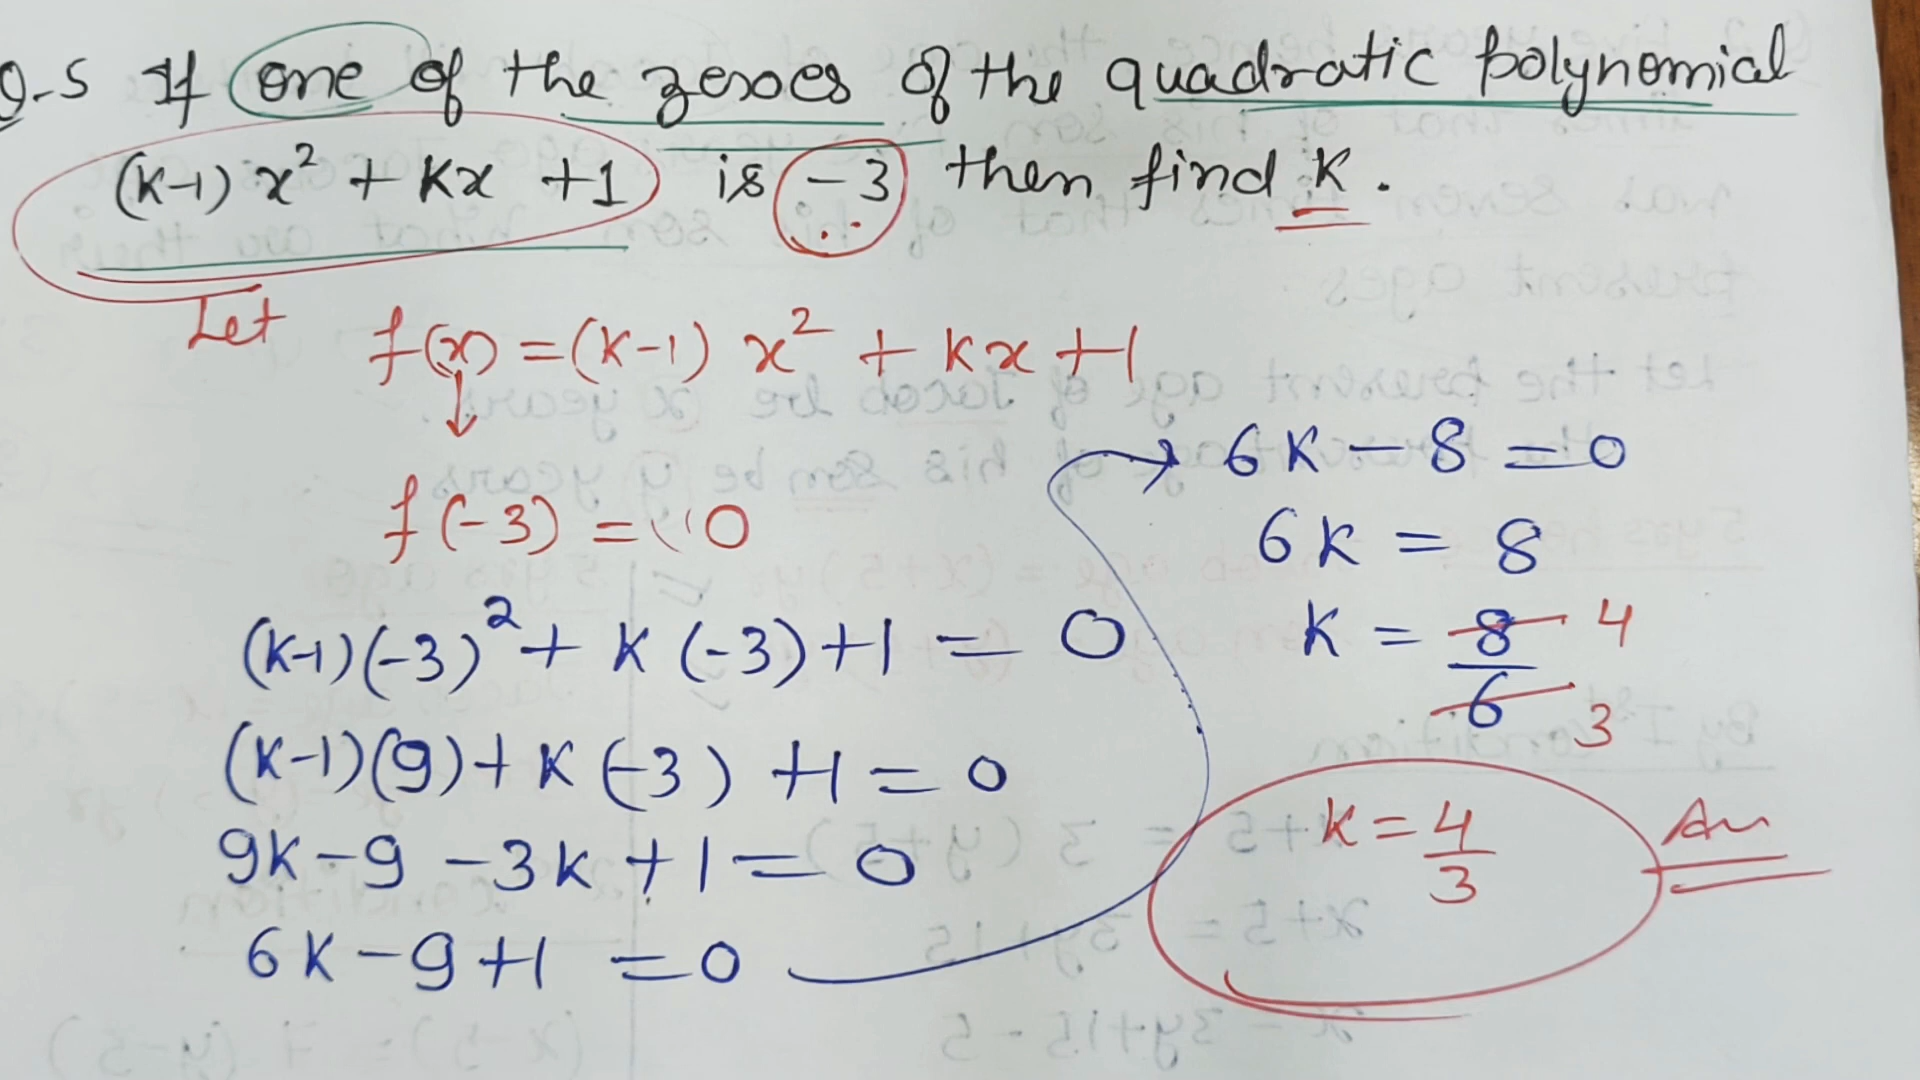 Q-5 If one of the zeroes of the quadratic polynomial
(K-1) x² + Kx +1 is -3 then find K.
Let f(x) = (K-1) x² + Kx +1
f(-3) = 0
(K-1)(-3)² + K(-3)+1 = 0
(K-1)(9)+K(-3) +1 = 0
9K-9-3K+1=0
6K-9+1 =0
6K-8=0
6K = 8
K = 8/6 4 3
K = 4/3 An